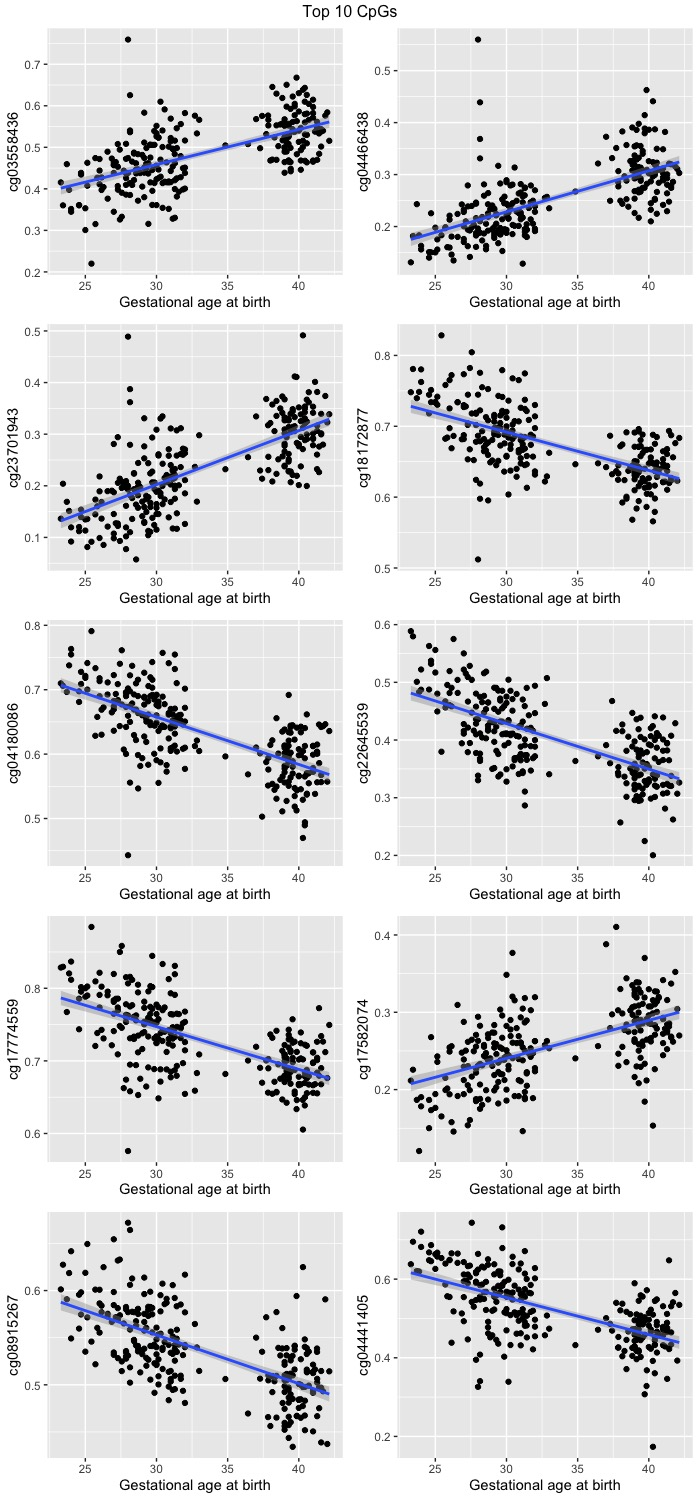 Top 10 CpGs
cg03558436
0.7
0.6
0.5
0.4
0.3
0.2
25 30 35 40
Gestational age at birth
cg04466438
0.5
0.4
0.3
0.2
25 30 35 40
Gestational age at birth
cg23701943
0.5
0.4
0.3
0.2
0.1
25 30 35 40
Gestational age at birth
cg18172877
0.8
0.7
0.6
0.5
25 30 35 40
Gestational age at birth
cg04180086
0.8
0.7
0.6
0.5
25 30 35 40
Gestational age at birth
cg22645539
0.6
0.5
0.4
0.3
0.2
25 30 35 40
Gestational age at birth
cg17774559
0.8
0.7
0.6
25 30 35 40
Gestational age at birth
cg17582074
0.4
0.3
0.2
25 30 35 40
Gestational age at birth
cg08915267
0.6
0.5
25 30 35 40
Gestational age at birth
cg04441405
0.6
0.4
0.2
25 30 35 40
Gestational age at birth